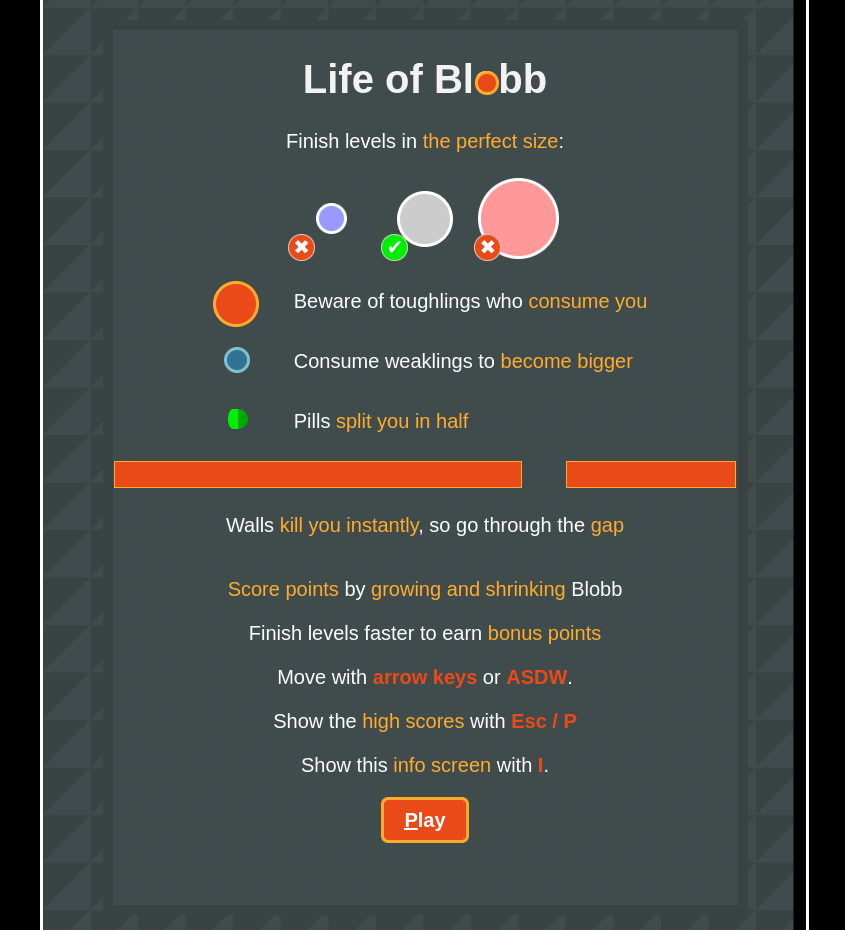 Life of Blobb
Finish levels in the perfect size:
Beware of toughlings who consume you
Consume weaklings to become bigger
Pills split you in half
Walls kill you instantly, so go through the gap
Score points by growing and shrinking Blobb
Finish levels faster to earn bonus points
Move with arrow keys or ASDW.
Show the high scores with Esc / P
Show this info screen with I.
Play